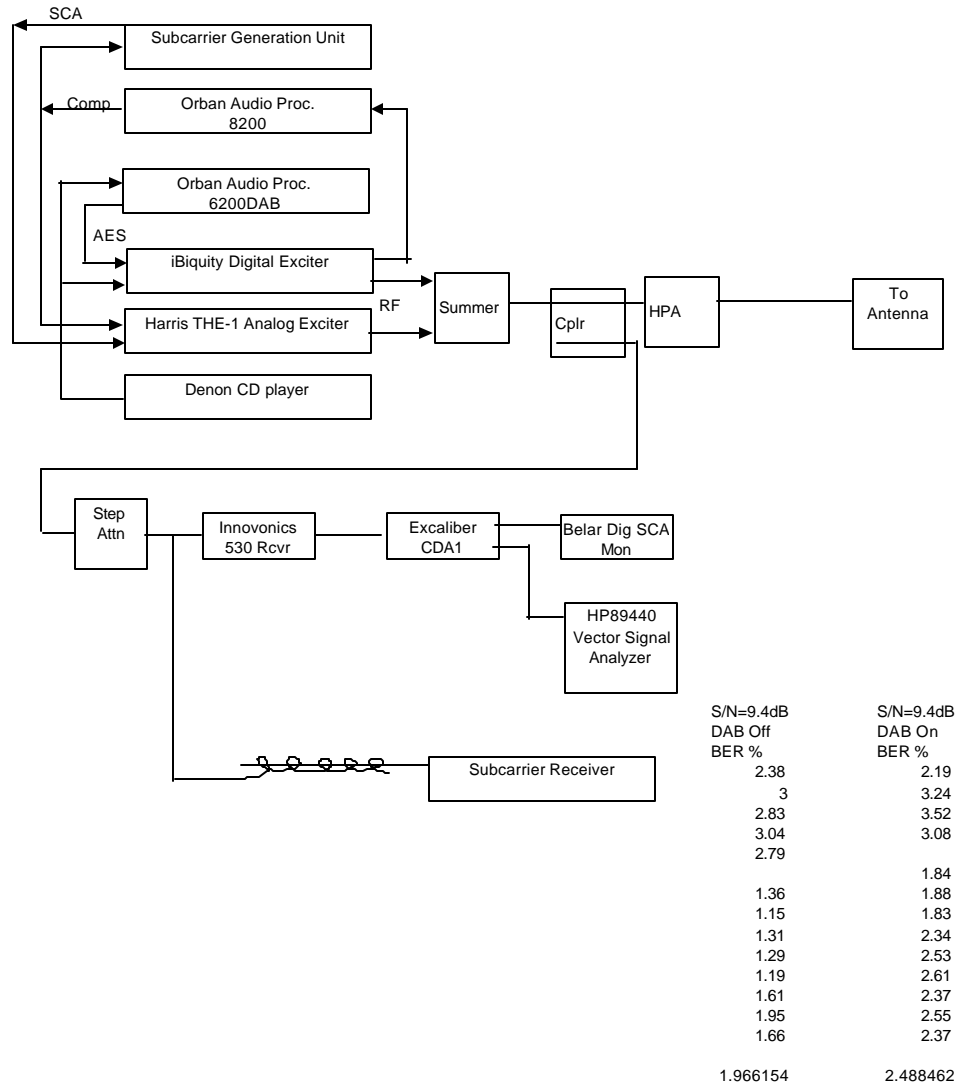 SCA
Subcarrier Generation Unit
Comp
Orban Audio Proc.
8200
Orban Audio Proc.
6200DAB
AES
iBiquity Digital Exciter
RF
Harris THE-1 Analog Exciter
Denon CD player
Summer
Cplr
HPA
To
Antenna
Step
Attn
Innovonics
530 Rcvr
Excaliber
CDA1
Belar Dig SCA
Mon
HP89440
Vector Signal
Analyzer
Subcarrier Receiver
S/N=9.4dB S/N=9.4dB
DAB Off DAB On
BER % BER %
2.38 2.19
3 3.24
2.83 3.52
3.04 3.08
2.79
1.84
1.36 1.88
1.15 1.83
1.31 2.34
1.29 2.53
1.19 2.61
1.61 2.37
1.95 2.55
1.66 2.37
1.966154 2.488462